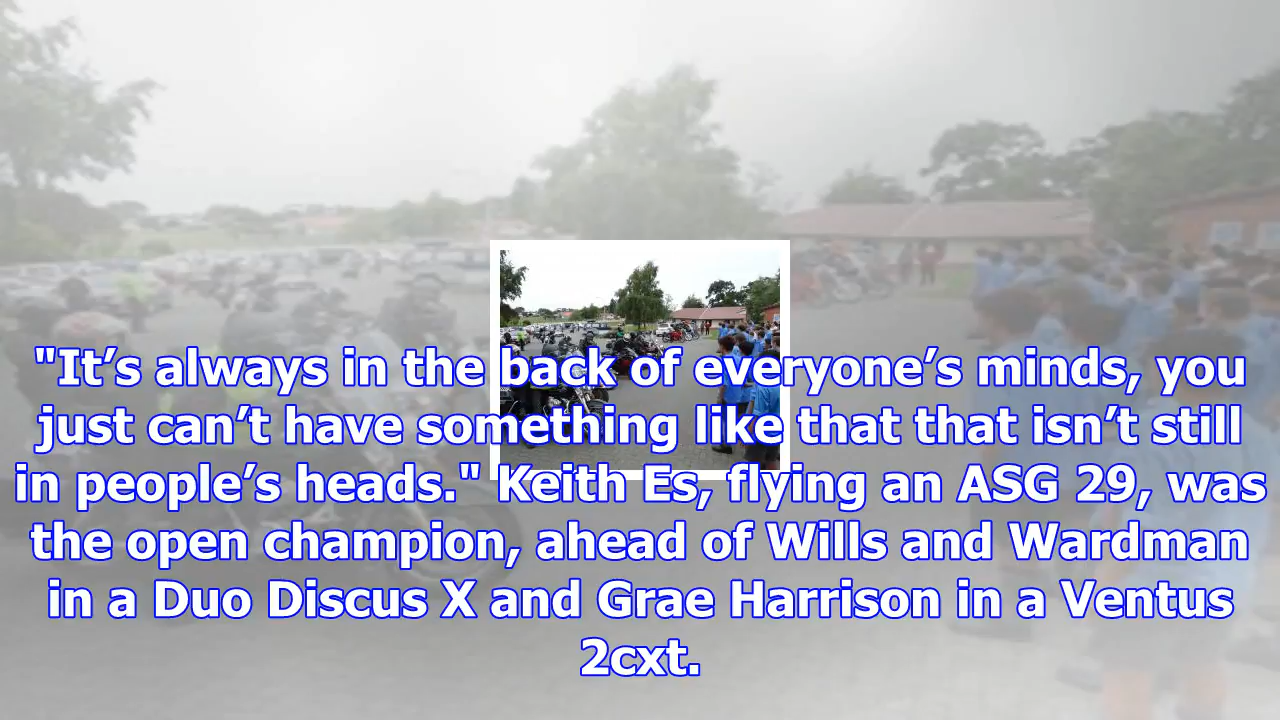 "It’s always in the back of everyone’s minds, you
just can’t have something like that that isn’t still
in people’s heads." Keith Es, flying an ASG 29, was
the open champion, ahead of Wills and Wardman
in a Duo Discus X and Grae Harrison in a Ventus
2cxt.